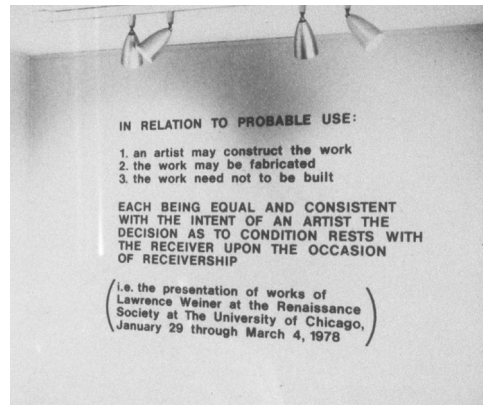 IN RELATION TO PROBABLE USE:
1. an artist may construct the work
2. the work may be fabricated
3. the work need not to be built
EACH BEING EQUAL AND CONSISTENT
WITH THE INTENT OF AN ARTIST THE
DECISION AS TO CONDITION RESTS WITH
THE RECEIVER UPON THE OCCASION
OF RECEIVERSHIP
(i.e. the presentation of works of
Lawrence Weiner at the Renaissance
Society at The University of Chicago,
January 29 through March 4, 1978)